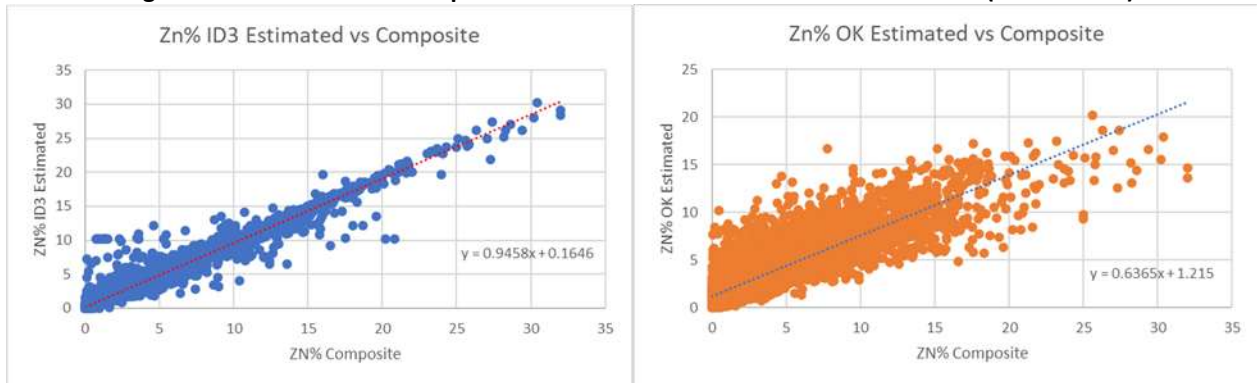 Zn% ID3 Estimated vs Composite
35
30
25
20
15
10
5
0
ZN% ID3 Estimated
y = 0.9458x + 0.1646
0 5 10 15 20 25 30 35
ZN% Composite
Zn% OK Estimated vs Composite
25
20
15
10
5
0
ZN% OK Estimated
y = 0.6365x + 1.215
0 5 10 15 20 25 30 35
ZN% Composite